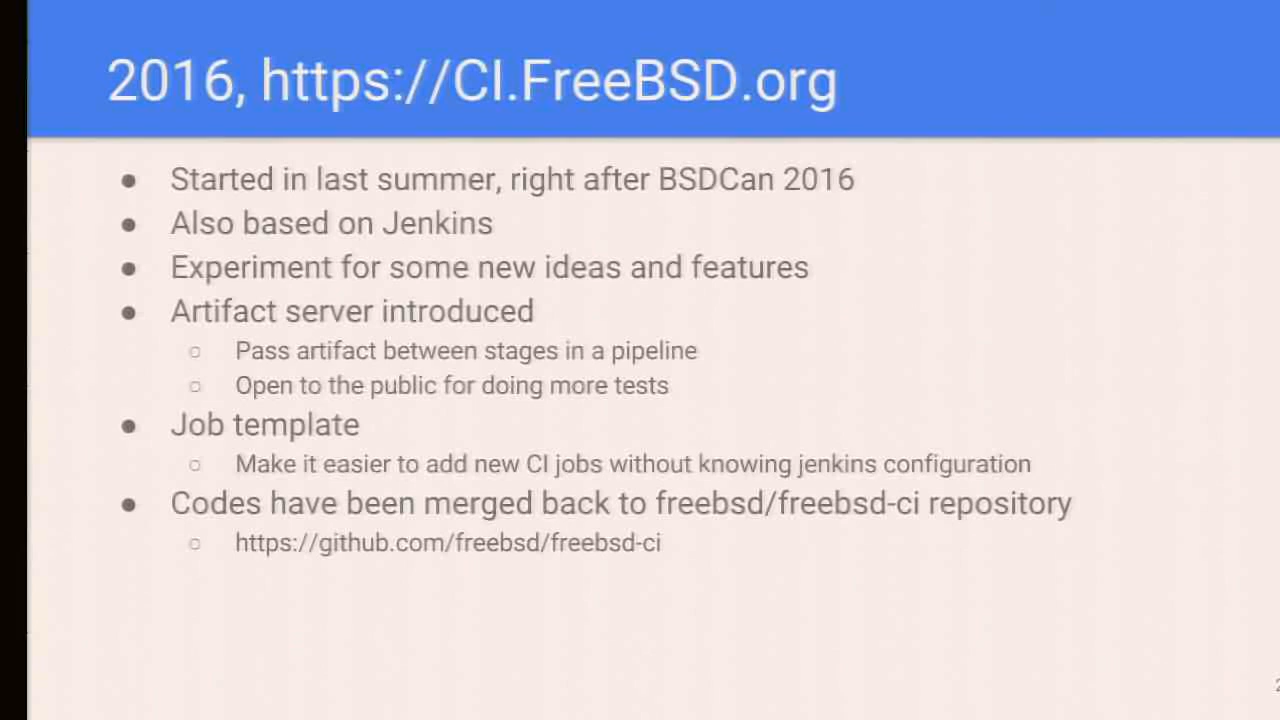 2016, https://CI.FreeBSD.org
● Started in last summer, right after BSDCan 2016
● Also based on Jenkins
● Experiment for some new ideas and features
● Artifact server introduced
○ Pass artifact between stages in a pipeline
○ Open to the public for doing more tests
● Job template
○ Make it easier to add new CI jobs without knowing jenkins configuration
● Codes have been merged back to freebsd/freebsd-ci repository
○ https://github.com/freebsd/freebsd-ci